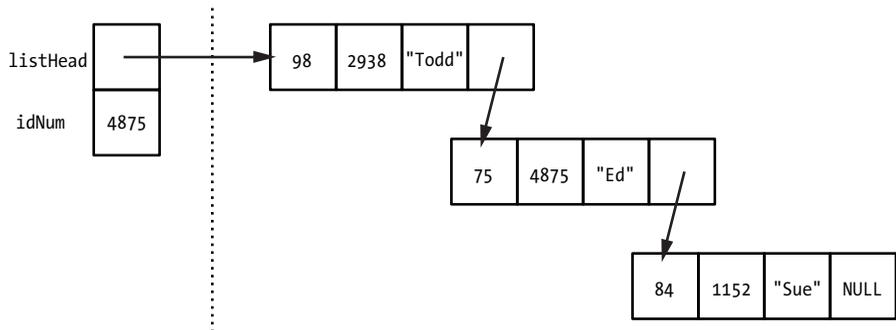 listHead
98 2938 "Todd"
idNum 4875
75 4875 "Ed"
84 1152 "Sue" NULL